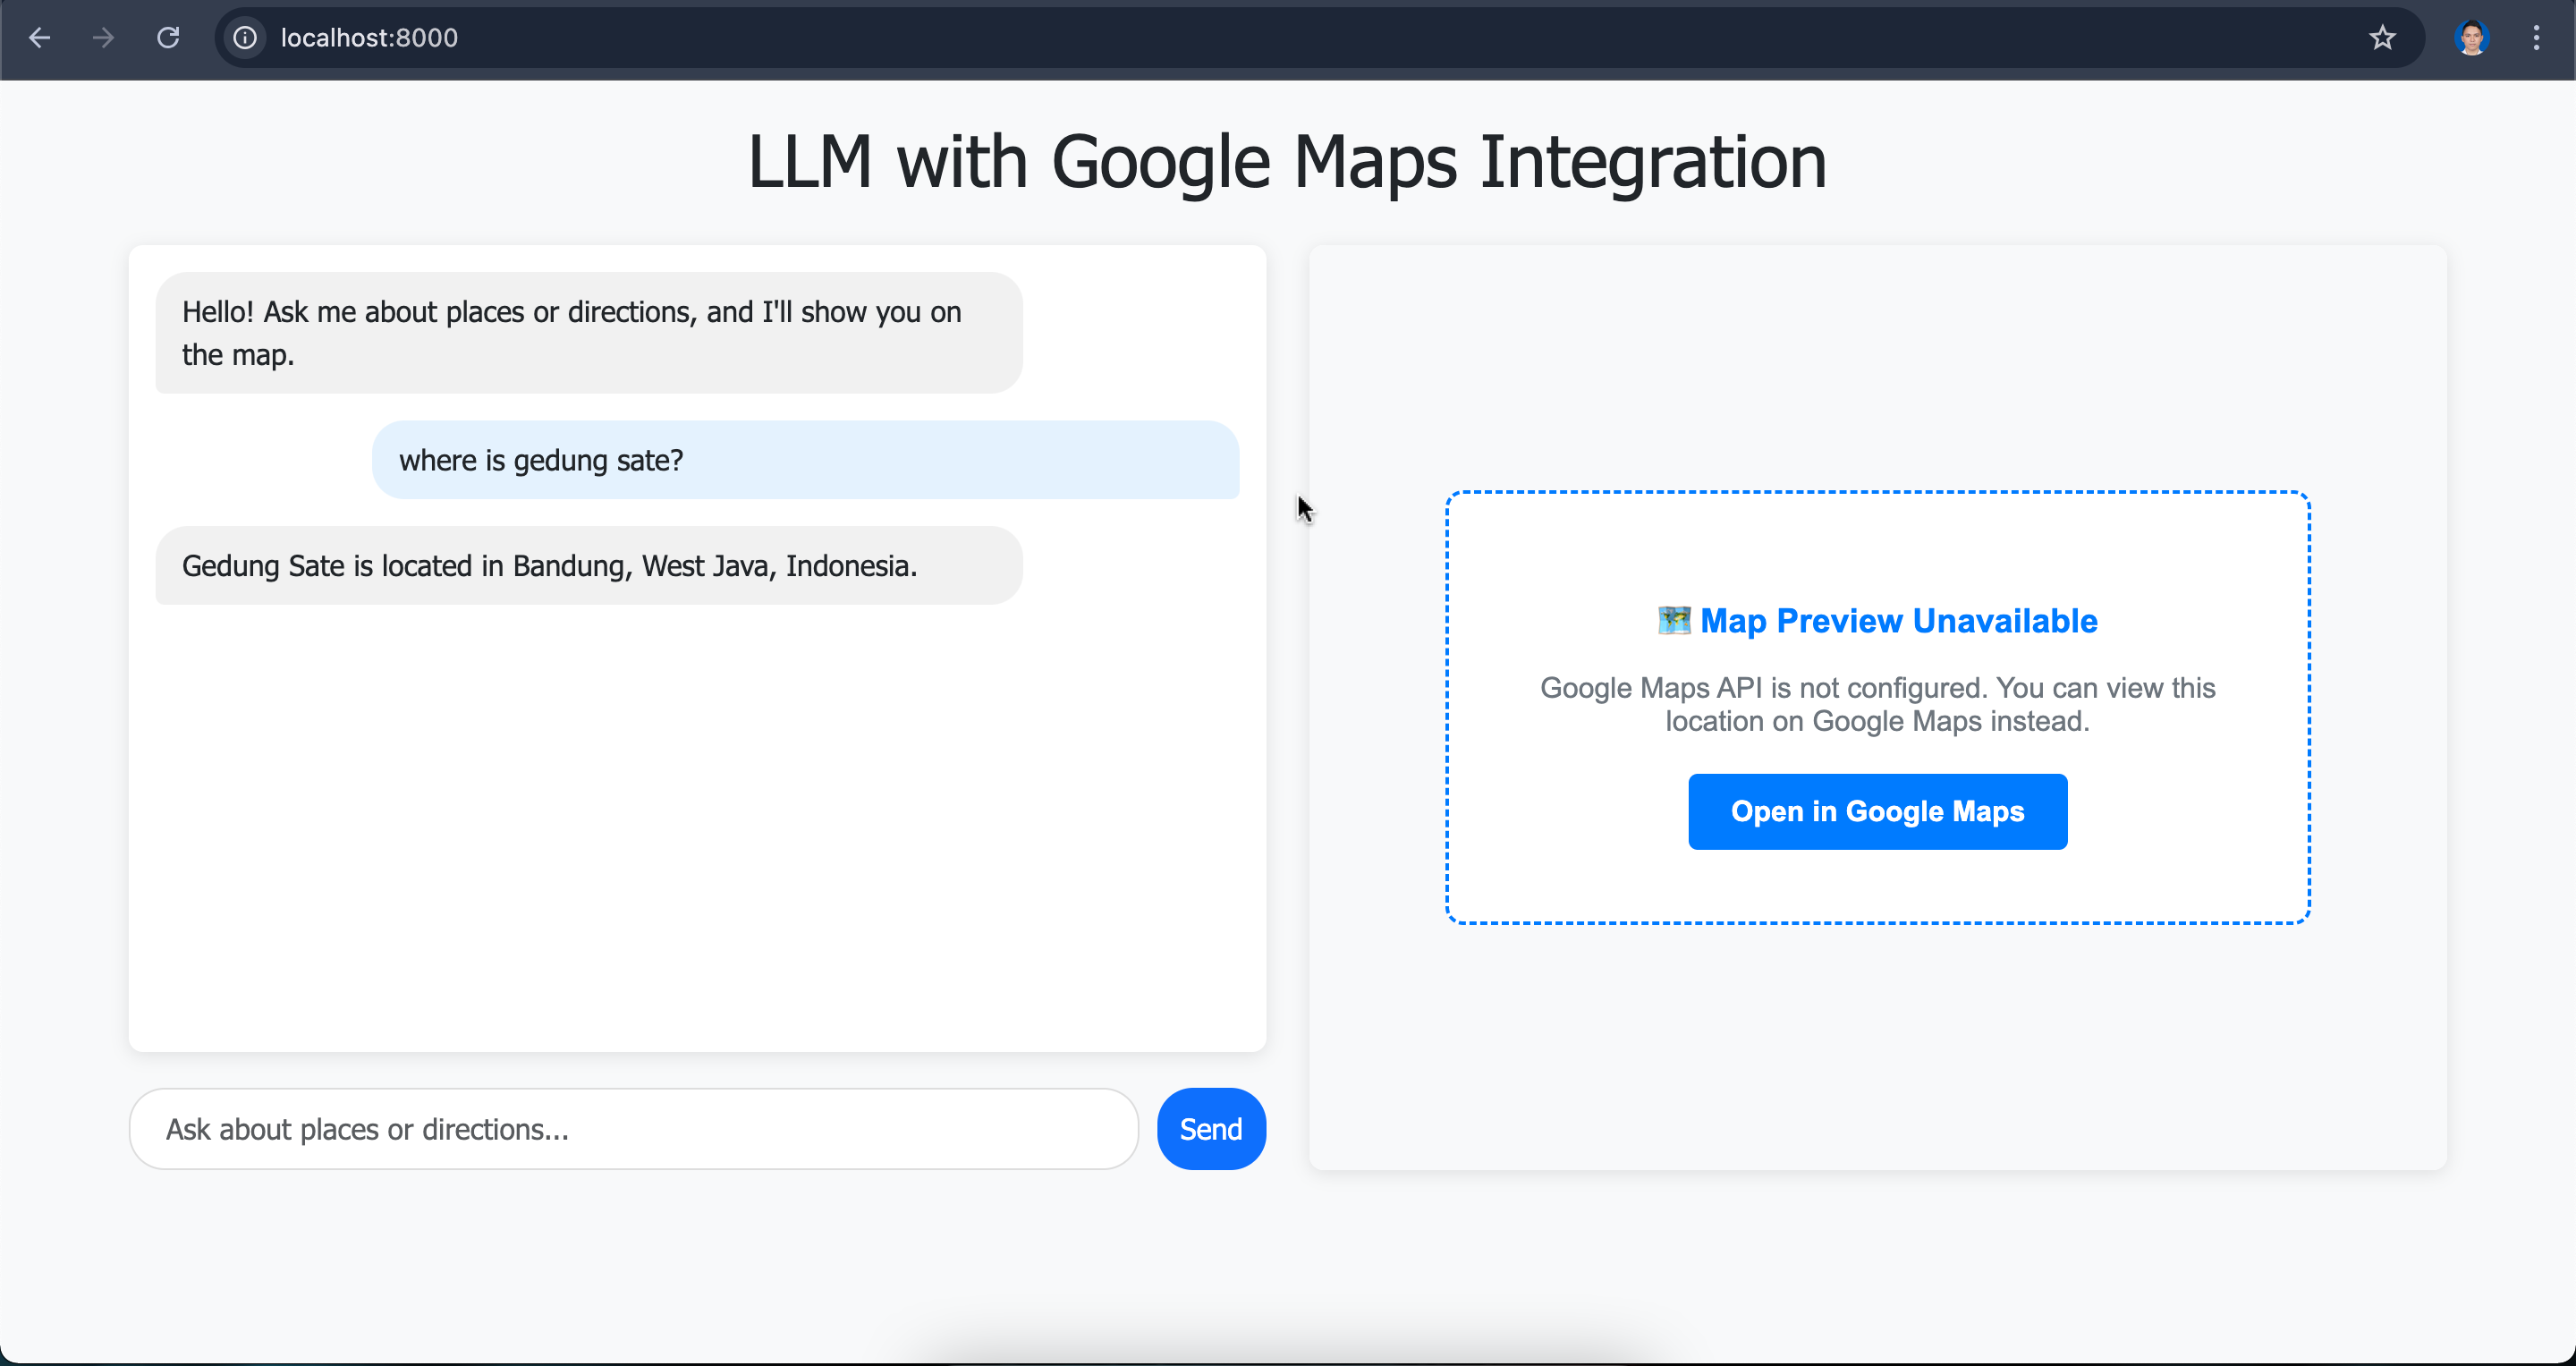 localhost:8000
LLM with Google Maps Integration
Hello! Ask me about places or directions, and I'll show you on
the map.
where is gedung sate?
Gedung Sate is located in Bandung, West Java, Indonesia.
Ask about places or directions...
Send
🗺️ Map Preview Unavailable
Google Maps API is not configured. You can view this
location on Google Maps instead.
Open in Google Maps